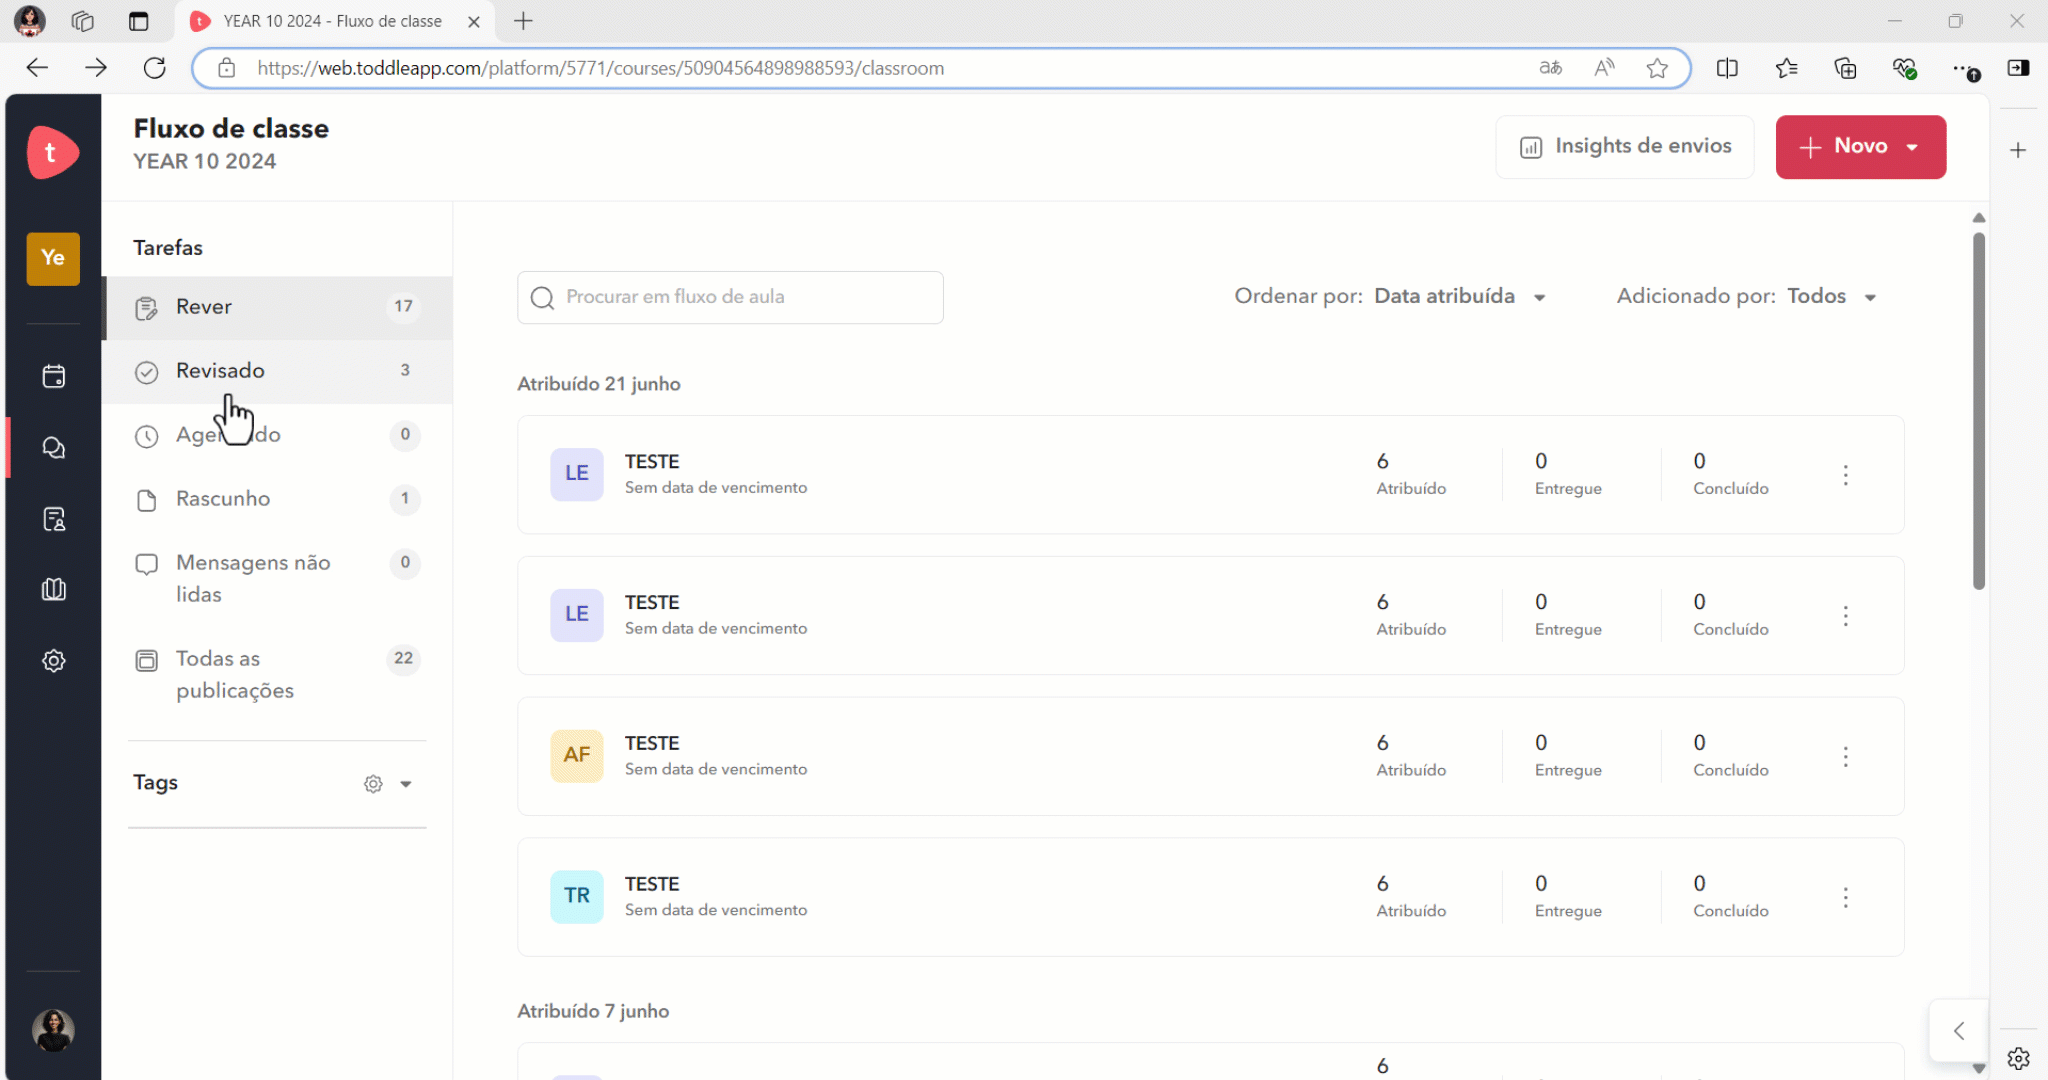 YEAR 10 2024 - Fluxo de classe
https://web.toddleapp.com/platform/5771/courses/50904564898988593/classroom
t
Fluxo de classe
YEAR 10 2024
Insights de envios
Novo
Ye
Tarefas
Rever 17
Revisado 3
0
Rascunho 1
Mensagens não 0
lidas
Todas as 22
publicações
Tags
Procurar em fluxo de aula
Ordenar por: Data atribuída
Adicionado por: Todos
Atribuído 21 junho
LE TESTE 6 0 0
Sem data de vencimento Atribuído Entregue Concluído
LE TESTE 6 0 0
Sem data de vencimento Atribuído Entregue Concluído
AF TESTE 6 0 0
Sem data de vencimento Atribuído Entregue Concluído
TR TESTE 6 0 0
Sem data de vencimento Atribuído Entregue Concluído
Atribuído 7 junho
6